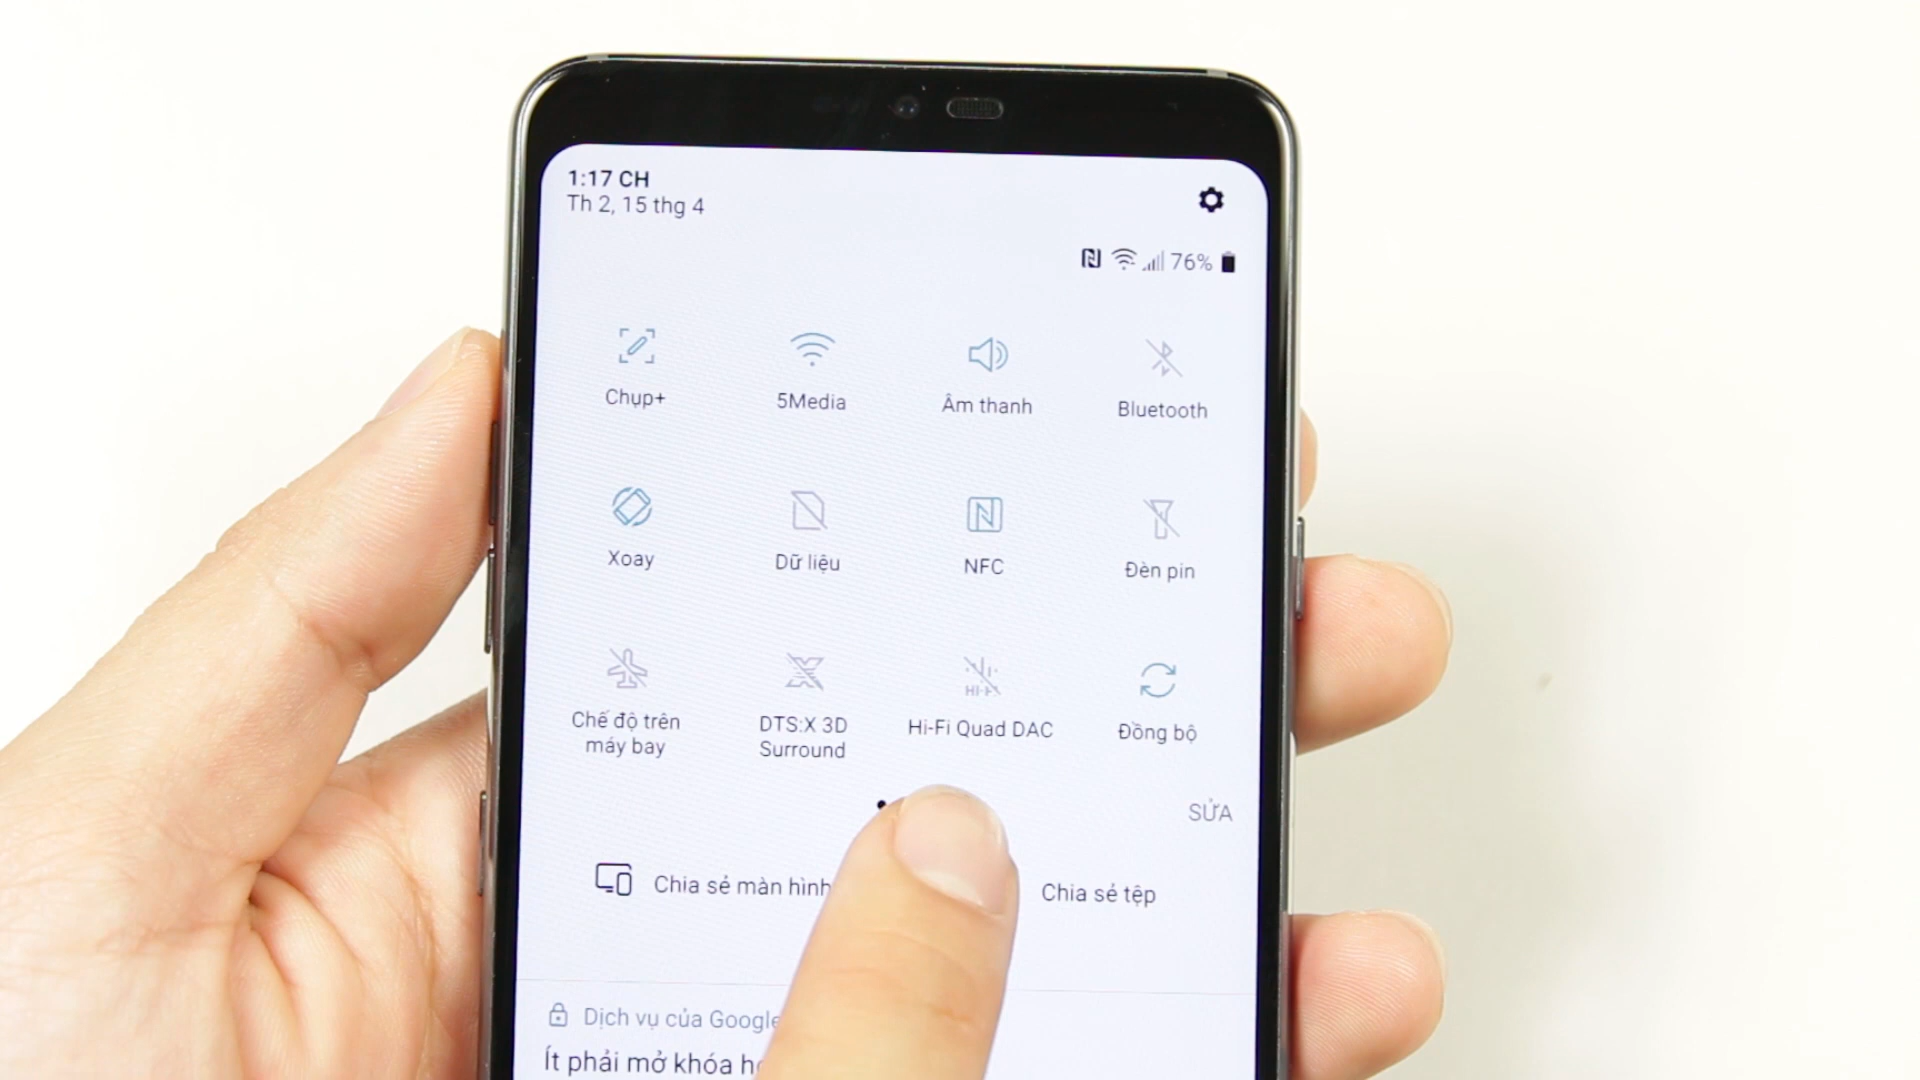 1:17 CH
Th 2, 15 thg 4
76%
Chụp+
5Media
Âm thanh
Bluetooth
Xoay
Dữ liệu
NFC
Đèn pin
Chế độ trên
máy bay
DTS:X 3D
Surround
HI-FI
Hi-Fi Quad DAC
Đồng bộ
SỬA
Chia sẻ màn hình
Chia sẻ tệp
Dịch vụ của Google
Ít phải mở khóa